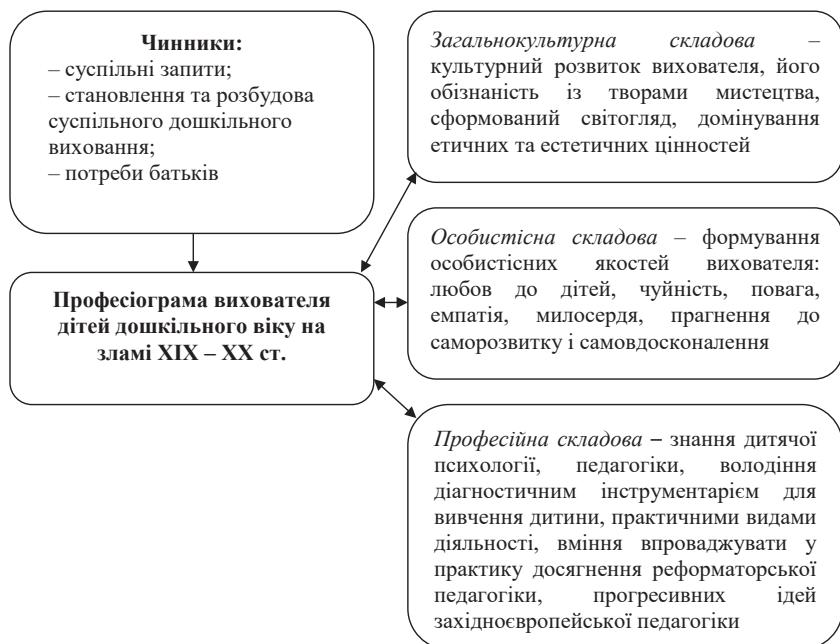 Чинники:
– суспільні запити;
– становлення та розбудова
суспільного дошкільного
виховання;
– потреби батьків
Професіограма вихователя
дітей дошкільного віку на
зламі ХІХ – ХХ ст.
Загальнокультурна складова –
культурний розвиток вихователя, його
обізнаність із творами мистецтва,
сформований світогляд, домінування
етичних та естетичних цінностей
Особистісна складова – формування
особистісних якостей вихователя:
любов до дітей, чуйність, повага,
емпатія, милосердя, прагнення до
саморозвитку і самовдосконалення
Професійна складова – знання дитячої
психології, педагогіки, володіння
діагностичним інструментарієм для
вивчення дитини, практичними видами
діяльності, вміння впроваджувати у
практику досягнення реформаторської
педагогіки, прогресивних ідей
західноєвропейської педагогіки